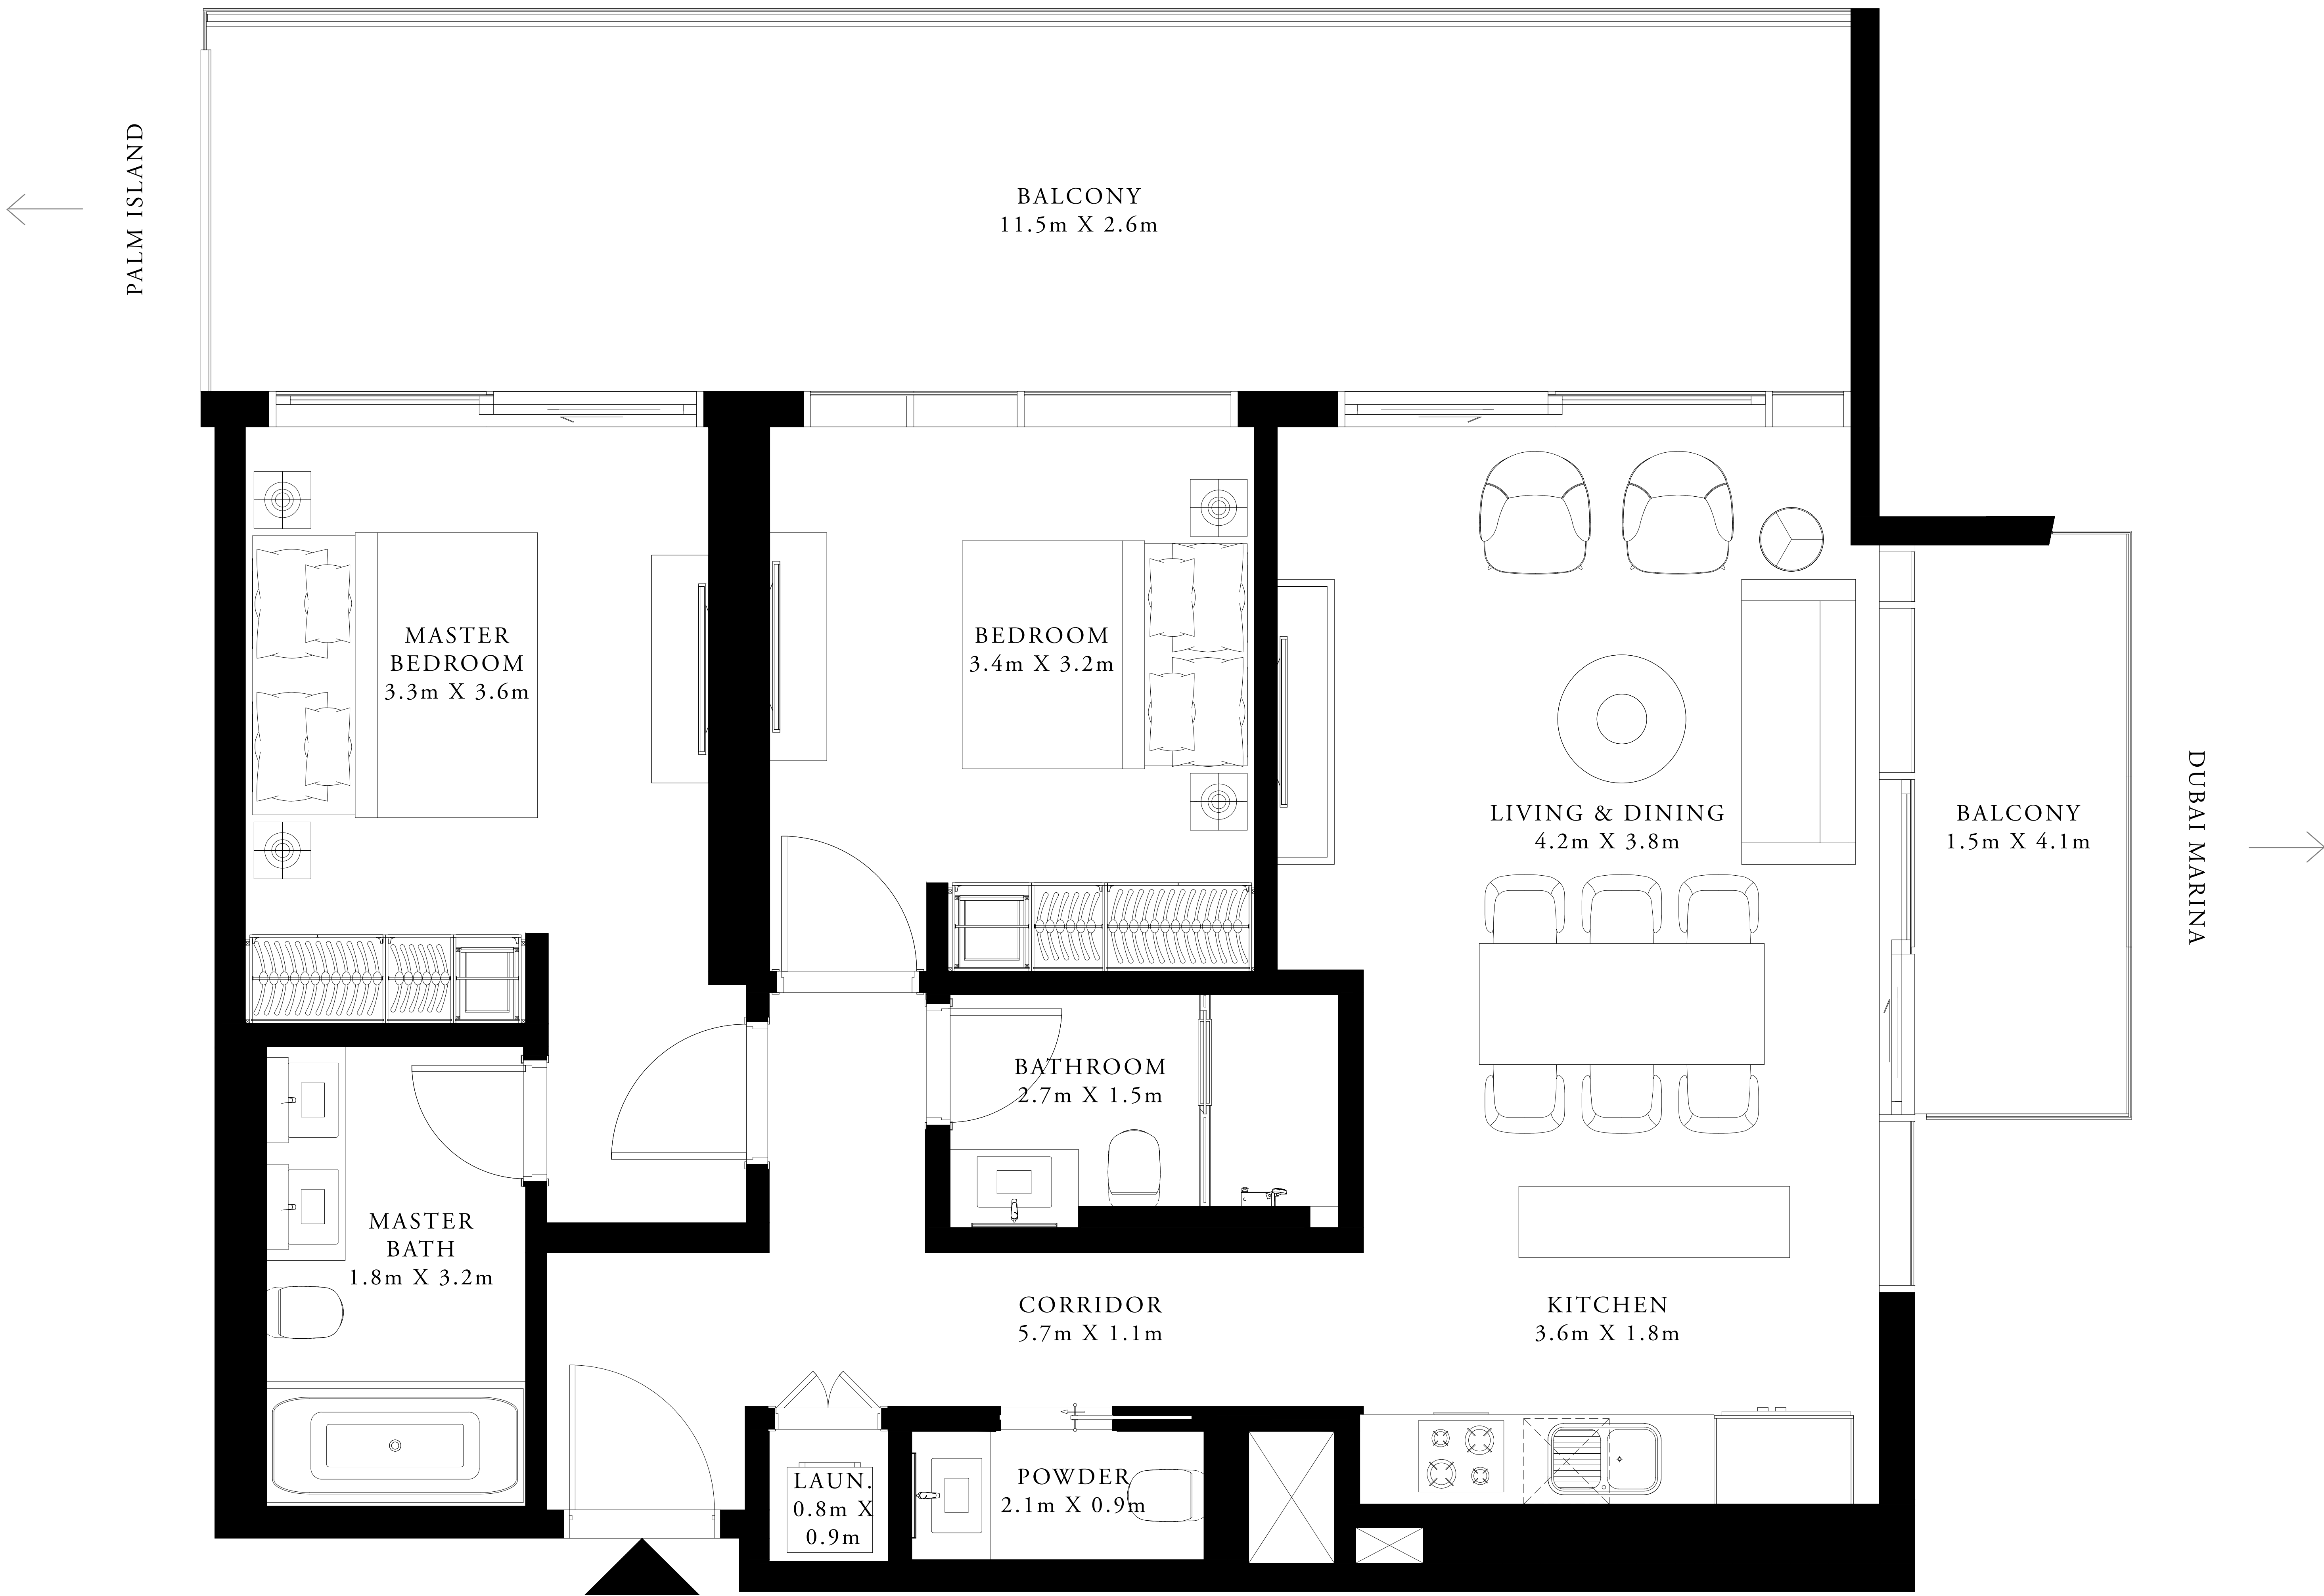 PALM ISLAND
BALCONY
11.5m X 2.6m
MASTER
BEDROOM
3.3m X 3.6m
BEDROOM
3.4m X 3.2m
LIVING & DINING
4.2m X 3.8m
BALCONY
1.5m X 4.1m
DUBAI MARINA
BATHROOM
2.7m X 1.5m
MASTER
BATH
1.8m X 3.2m
CORRIDOR
5.7m X 1.1m
KITCHEN
3.6m X 1.8m
LAUN.
0.8m X
0.9m
POWDER
2.1m X 0.9m